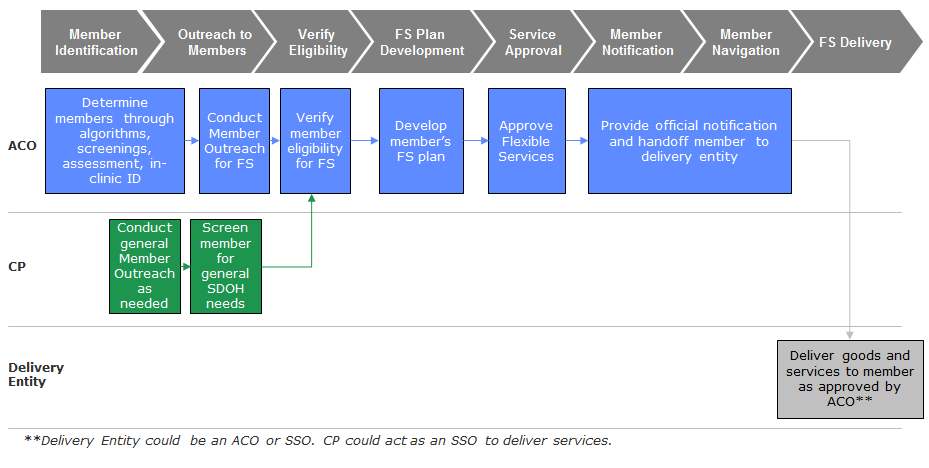 Member
Identification
Outreach to
Members
Verify
Eligibility
FS Plan
Development
Service
Approval
Member
Notification
Member
Navigation
FS Delivery
ACO
Determine
members through
algorithms,
screenings,
assessment, in-
clinic ID
Conduct
Member
Outreach
for FS
Verify
member
eligibility
for FS
Develop
member's
FS plan
Approve
Flexible
Services
Provide official notification
and handoff member to
delivery entity
CP
Conduct
general
Member
Outreach
as
needed
Screen
member
for
general
SDOH
needs
Delivery
Entity
Deliver goods and
services to member
as approved by
ACO**
**Delivery Entity could be an ACO or SSO. CP could act as an SSO to deliver services.